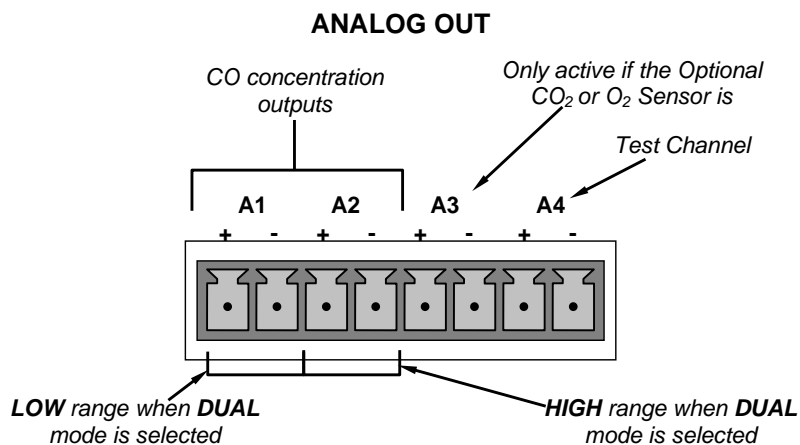 ANALOG OUT
CO concentration
outputs
Only active if the Optional
CO₂ or O₂ Sensor is
Test Channel
A1 A2 A3 A4
+ - + - + - + -
LOW range when DUAL
mode is selected
HIGH range when DUAL
mode is selected